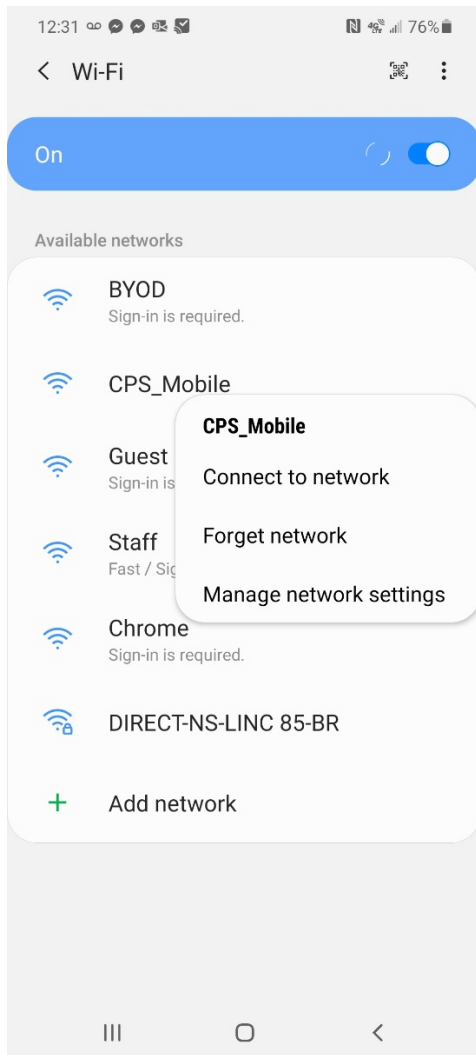 12:31 76%
Wi-Fi
On
Available networks
BYOD
Sign-in is required.
CPS_Mobile
CPS_Mobile
Connect to network
Forget network
Manage network settings
Guest
Sign-in is
Staff
Fast / Sig
Chrome
Sign-in is required.
DIRECT-NS-LINC 85-BR
Add network